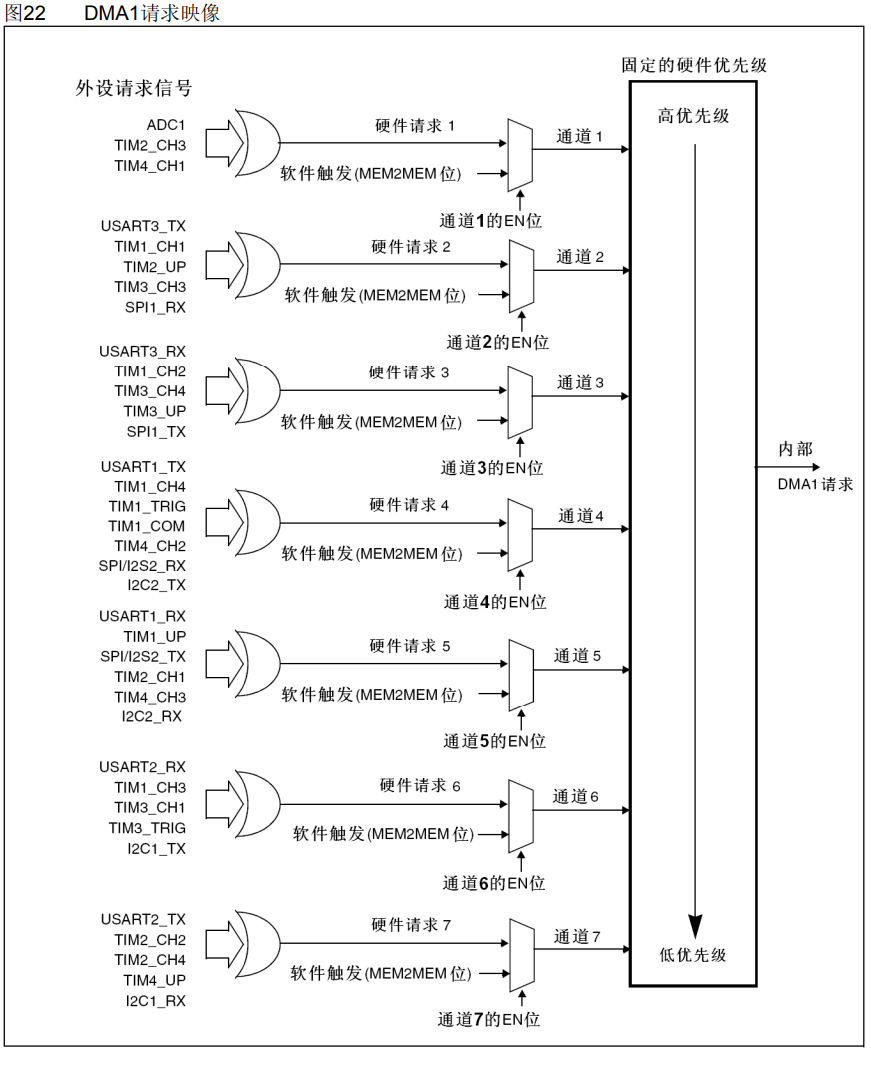 图22 DMA1请求映像
固定的硬件优先级
外设请求信号
高优先级
ADC1
TIM2_CH3
TIM4_CH1
硬件请求 1
软件触发(MEM2MEM 位)
通道 1
通道1的EN位
USART3_TX
TIM1_CH1
TIM2_UP
TIM3_CH3
SPI1_RX
硬件请求 2
软件触发(MEM2MEM 位)
通道 2
通道2的EN位
USART3_RX
TIM1_CH2
TIM3_CH4
TIM3_UP
SPI1_TX
硬件请求 3
软件触发(MEM2MEM 位)
通道 3
通道3的EN位
内部
DMA1 请求
USART1_TX
TIM1_CH4
TIM1_TRIG
TIM1_COM
TIM4_CH2
SPI/I2S2_RX
I2C2_TX
硬件请求 4
软件触发(MEM2MEM 位)
通道 4
通道4的EN位
USART1_RX
TIM1_UP
SPI/I2S2_TX
TIM2_CH1
TIM4_CH3
I2C2_RX
硬件请求 5
软件触发(MEM2MEM 位)
通道 5
通道5的EN位
USART2_RX
TIM1_CH3
TIM3_CH1
TIM3_TRIG
I2C1_TX
硬件请求 6
软件触发(MEM2MEM 位)
通道 6
通道6的EN位
USART2_TX
TIM2_CH2
TIM2_CH4
TIM4_UP
I2C1_RX
硬件请求 7
软件触发(MEM2MEM 位)
通道 7
通道7的EN位
低优先级